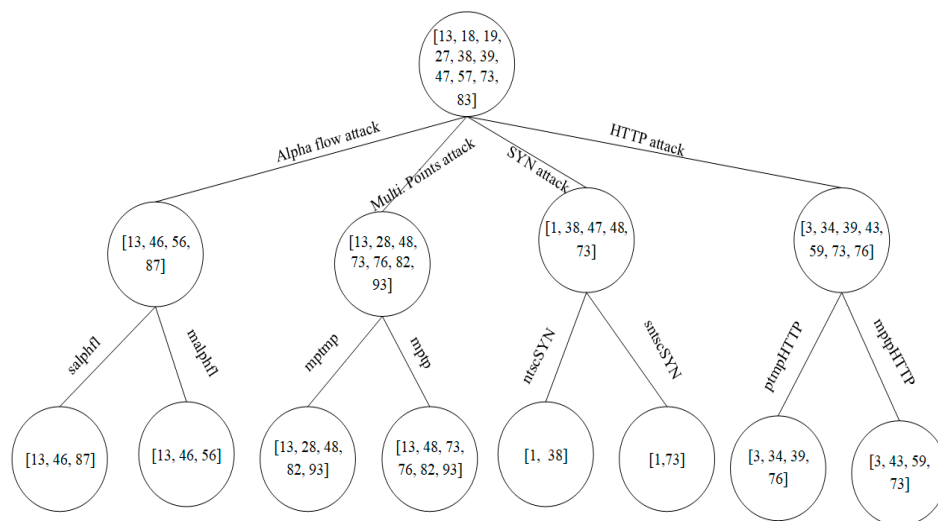 [13, 18, 19,
27, 38, 39,
47, 57, 73,
83]
Alpha flow attack
Multi. Points attack
SYN attack
HTTP attack
[13, 46, 56,
87]
[13, 28, 48,
73, 76, 82,
93]
[1, 38, 47, 48,
73]
[3, 34, 39, 43,
59, 73, 76]
salphfl
malphfl
mptmp
mptp
ntscSYN
sntscSYN
ptmpHTTP
mptpHTTP
[13, 46, 87]
[13, 46, 56]
[13, 28, 48,
82, 93]
[13, 48, 73,
76, 82, 93]
[1, 38]
[1,73]
[3, 34, 39,
76]
[3, 43, 59,
73]